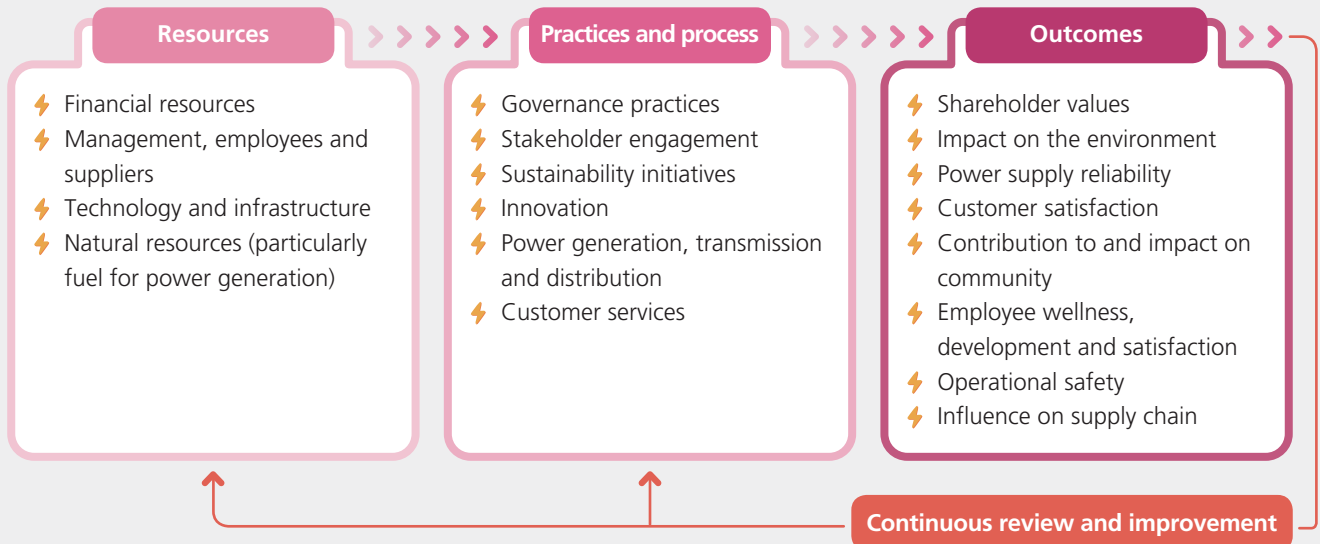 Resources
Financial resources
Management, employees and
suppliers
Technology and infrastructure
Natural resources (particularly
fuel for power generation)
Practices and process
Governance practices
Stakeholder engagement
Sustainability initiatives
Innovation
Power generation, transmission
and distribution
Customer services
Outcomes
Shareholder values
Impact on the environment
Power supply reliability
Customer satisfaction
Contribution to and impact on
community
Employee wellness,
development and satisfaction
Operational safety
Influence on supply chain
Continuous review and improvement